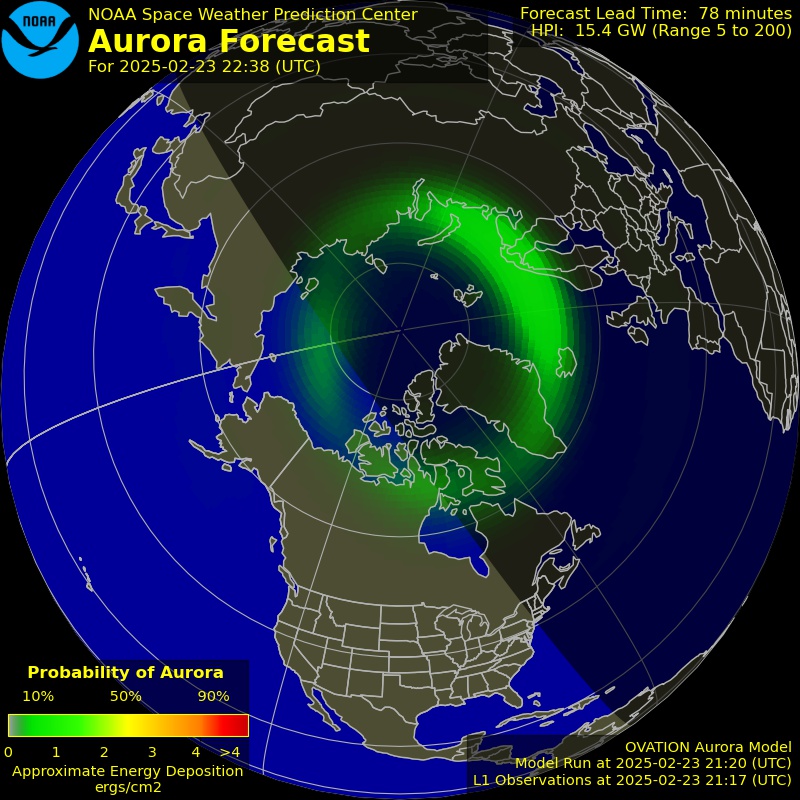 NOAA
NOAA Space Weather Prediction Center
Aurora Forecast
For 2025-02-23 22:38 (UTC)
Forecast Lead Time: 78 minutes
HPI: 15.4 GW (Range 5 to 200)
Probability of Aurora
10% 50% 90%
0 1 2 3 4 >4
Approximate Energy Deposition
ergs/cm2
OVATION Aurora Model
Model Run at 2025-02-23 21:20 (UTC)
L1 Observations at 2025-02-23 21:17 (UTC)